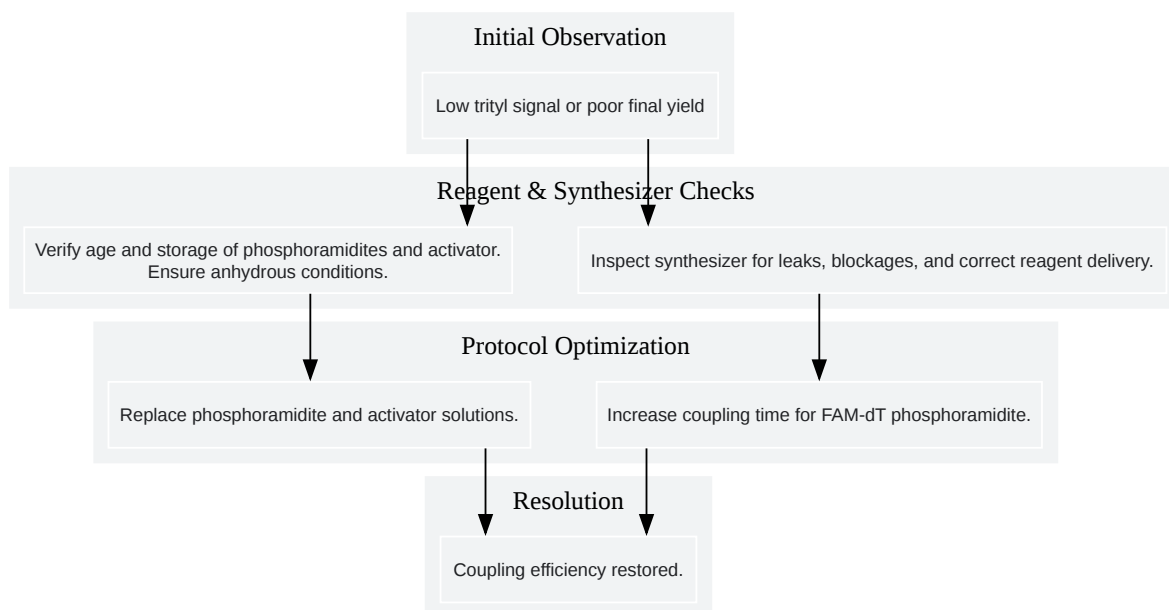 Initial Observation
Low trityl signal or poor final yield
Reagent & Synthesizer Checks
Verify age and storage of phosphoramidites and activator.
Ensure anhydrous conditions.
Inspect synthesizer for leaks, blockages, and correct reagent delivery.
Protocol Optimization
Replace phosphoramidite and activator solutions.
Increase coupling time for FAM-dT phosphoramidite.
Resolution
Coupling efficiency restored.